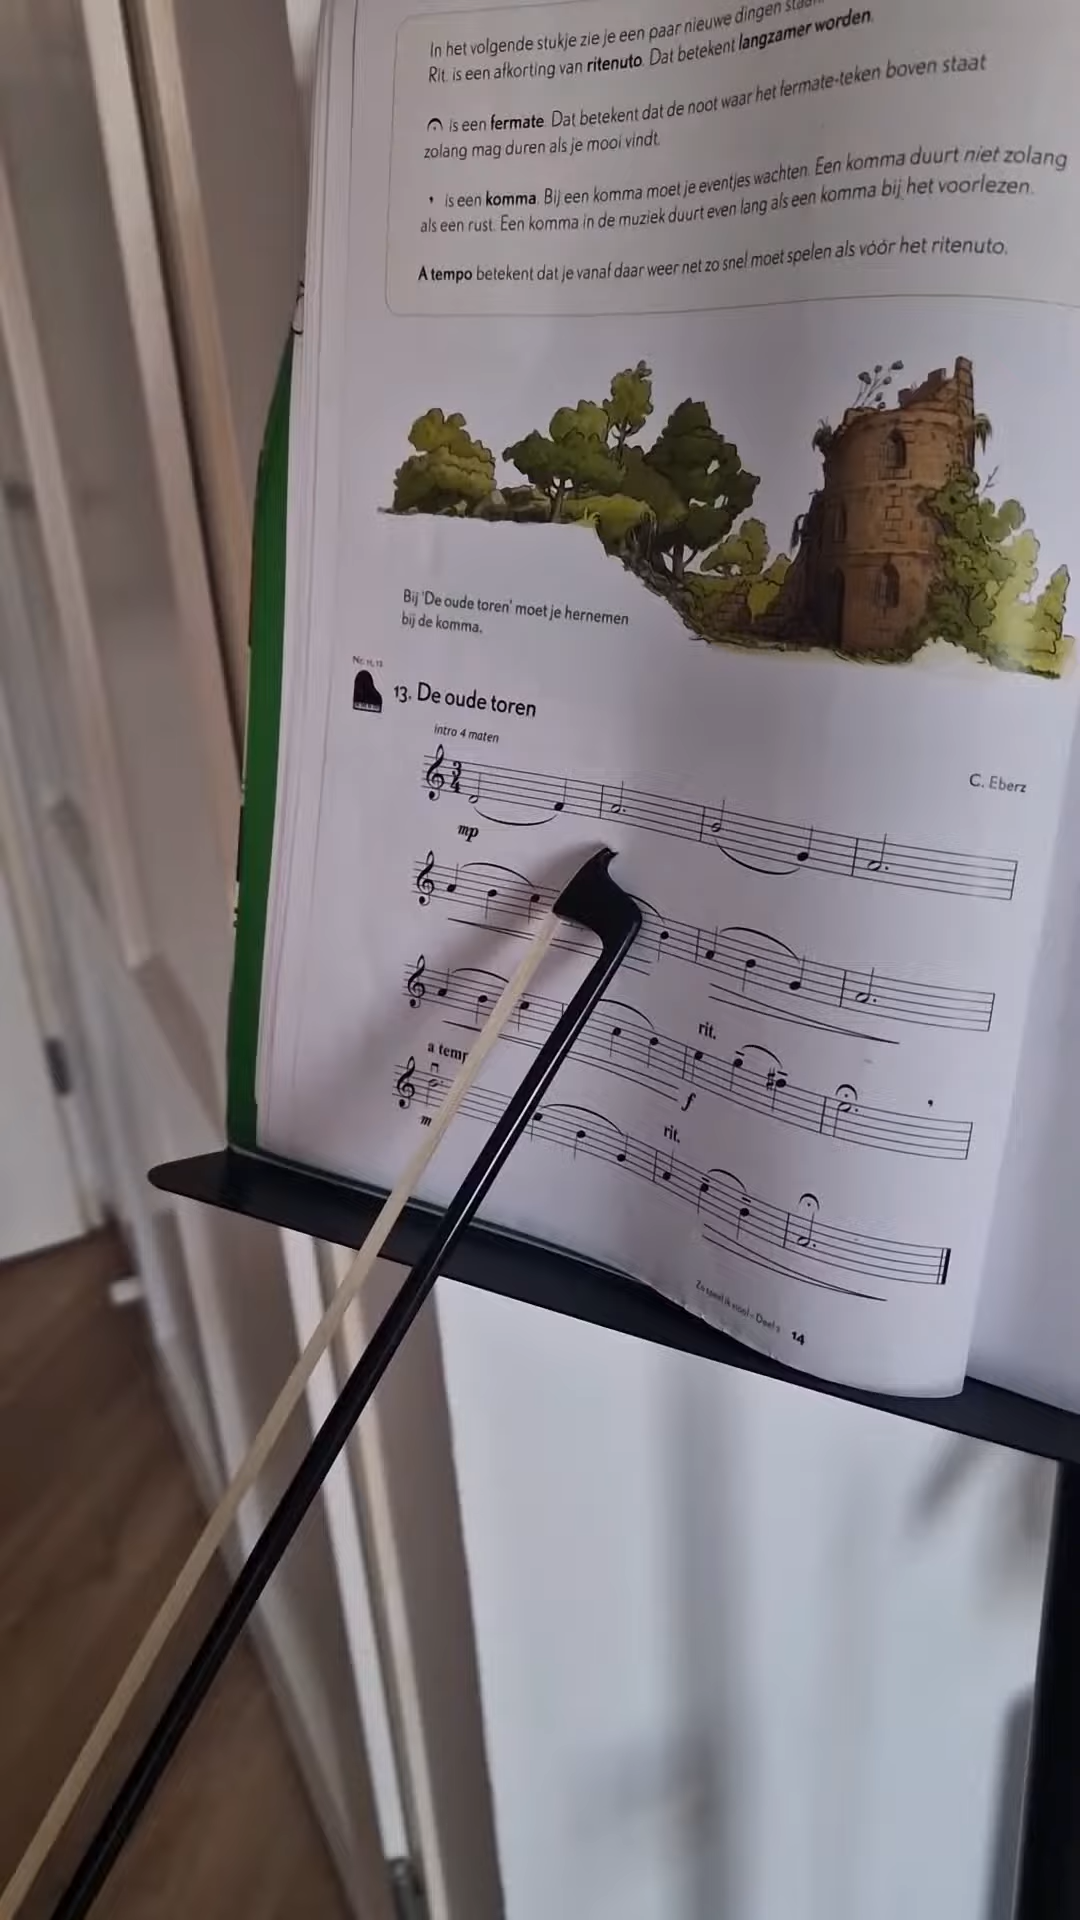 In het volgende stukje zie je een paar nieuwe dingen
Rit. is een afkorting van ritenuto. Dat betekent langzamer worden.
is een fermate. Dat betekent dat de noot waar het fermate-teken boven staat
zolang mag duren als je mooi vindt.
, is een komma. Bij een komma moet je eventjes wachten. Een komma duurt niet zolang
als een rust. Een komma in de muziek duurt even lang als een komma bij het voorlezen.
A tempo betekent dat je vanaf daar weer net zo snel moet spelen als vóór het ritenuto.
Bij 'De oude toren' moet je hernemen
bij de komma.
13. De oude toren
intro 4 maten
C. Eberz
3
4
mp
rit.
a temp
f
m
rit.
14